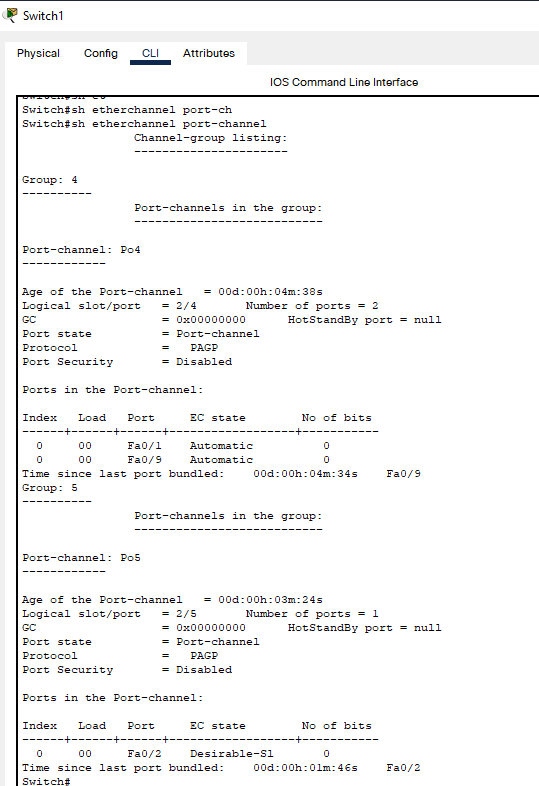 Switch1
Physical Config CLI Attributes
IOS Command Line Interface
Switch#sh etherchannel port-ch
Switch#sh etherchannel port-channel
Channel-group listing:
----------------------
Group: 4
----------
Port-channels in the group:
---------------------------
Port-channel: Po4
------------
Age of the Port-channel = 00d:00h:04m:38s
Logical slot/port = 2/4 Number of ports = 2
GC = 0x00000000 HotStandBy port = null
Port state = Port-channel
Protocol = PAGP
Port Security = Disabled
Ports in the Port-channel:
Index Load Port EC state No of bits
------+------+------+------------------+-----------
0 00 Fa0/1 Automatic 0
0 00 Fa0/9 Automatic 0
Time since last port bundled: 00d:00h:04m:34s Fa0/9
Group: 5
----------
Port-channels in the group:
---------------------------
Port-channel: Po5
------------
Age of the Port-channel = 00d:00h:03m:24s
Logical slot/port = 2/5 Number of ports = 1
GC = 0x00000000 HotStandBy port = null
Port state = Port-channel
Protocol = PAGP
Port Security = Disabled
Ports in the Port-channel:
Index Load Port EC state No of bits
------+------+------+------------------+-----------
0 00 Fa0/2 Desirable-Sl 0
Time since last port bundled: 00d:00h:01m:46s Fa0/2
Switch#